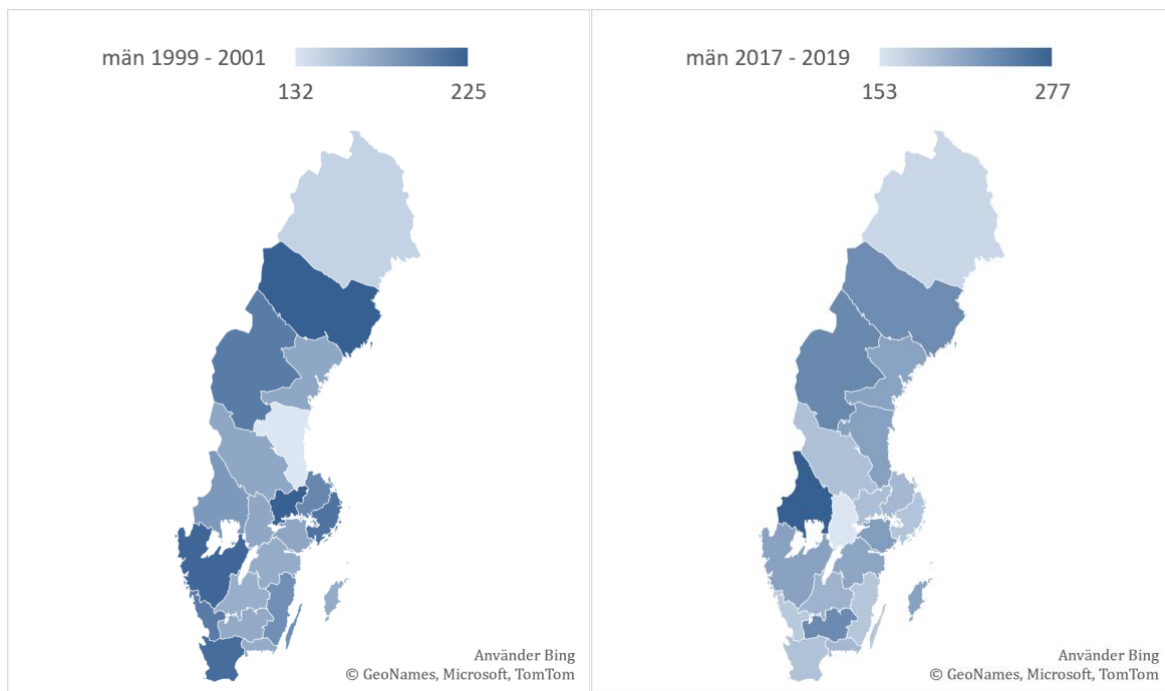 män 1999 - 2001
132 225
Använder Bing
© GeoNames, Microsoft, TomTom
män 2017 - 2019
153 277
Använder Bing
© GeoNames, Microsoft, TomTom